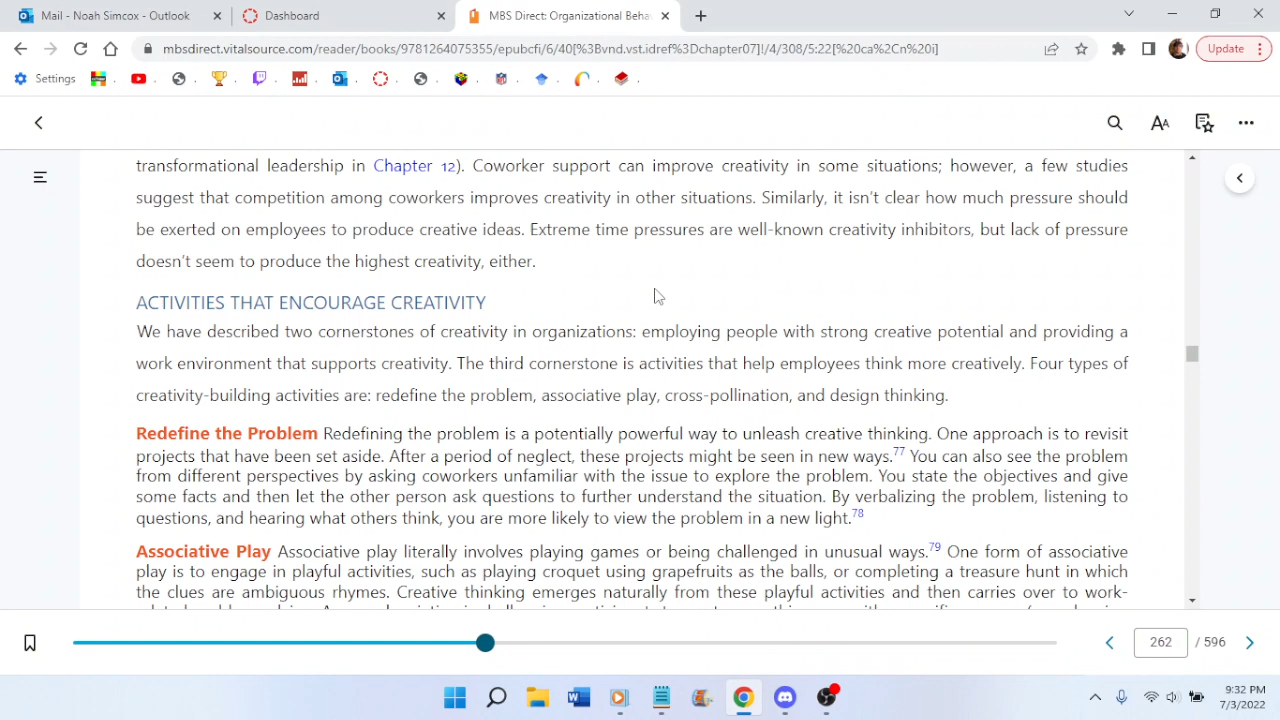 Mail - Noah Simcox - Outlook
Dashboard
MBS Direct: Organizational Beha
mbsdirect.vitalsource.com/reader/books/9781264075355/epubcfi/6/40[%3Bvnd.vst.idref%3Dchapter07]!/4/308/5:22[%20ca%2Cn%20i]
Update
Settings
transformational leadership in Chapter 12). Coworker support can improve creativity in some situations; however, a few studies
suggest that competition among coworkers improves creativity in other situations. Similarly, it isn't clear how much pressure should
be exerted on employees to produce creative ideas. Extreme time pressures are well-known creativity inhibitors, but lack of pressure
doesn't seem to produce the highest creativity, either.
ACTIVITIES THAT ENCOURAGE CREATIVITY
We have described two cornerstones of creativity in organizations: employing people with strong creative potential and providing a
work environment that supports creativity. The third cornerstone is activities that help employees think more creatively. Four types of
creativity-building activities are: redefine the problem, associative play, cross-pollination, and design thinking.
Redefine the Problem Redefining the problem is a potentially powerful way to unleash creative thinking. One approach is to revisit
projects that have been set aside. After a period of neglect, these projects might be seen in new ways.77 You can also see the problem
from different perspectives by asking coworkers unfamiliar with the issue to explore the problem. You state the objectives and give
some facts and then let the other person ask questions to further understand the situation. By verbalizing the problem, listening to
questions, and hearing what others think, you are more likely to view the problem in a new light.78
Associative Play Associative play literally involves playing games or being challenged in unusual ways.79 One form of associative
play is to engage in playful activities, such as playing croquet using grapefruits as the balls, or completing a treasure hunt in which
the clues are ambiguous rhymes. Creative thinking emerges naturally from these playful activities and then carries over to work-
262 / 596
9:32 PM
7/3/2022